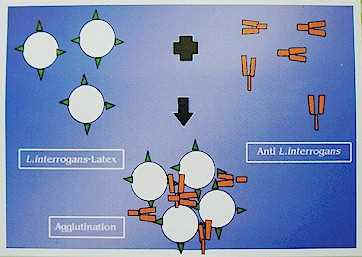 L.interrogans-Latex
Anti L.interrogans
Agglutination